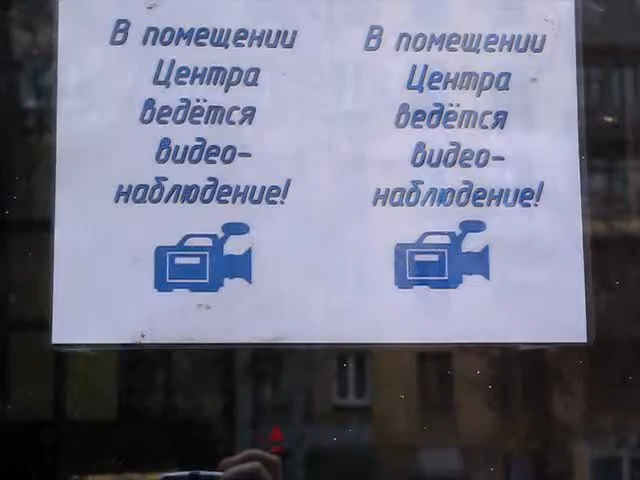 В помещении
Центра
ведётся
видео-
наблюдение!
В помещении
Центра
ведётся
видео-
наблюдение!